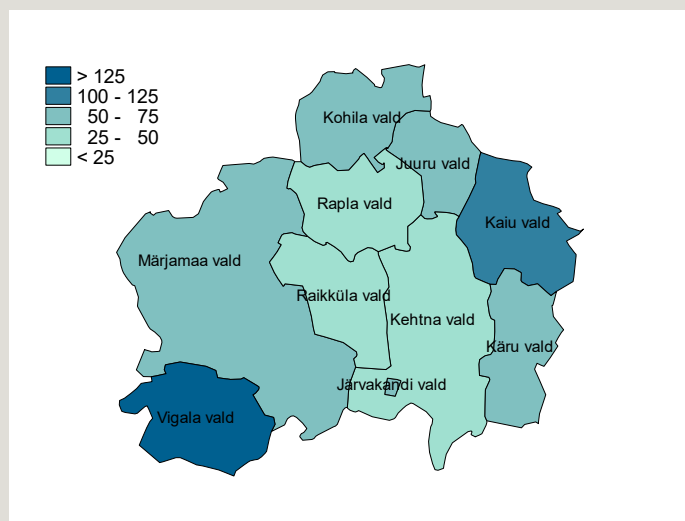 > 125
100 - 125
50 - 75
25 - 50
< 25
Kohila vald
Juuru vald
Rapla vald
Kaiu vald
Märjamaa vald
Raikküla vald
Kehtna vald
Käru vald
Järvakandi vald
Vigala vald